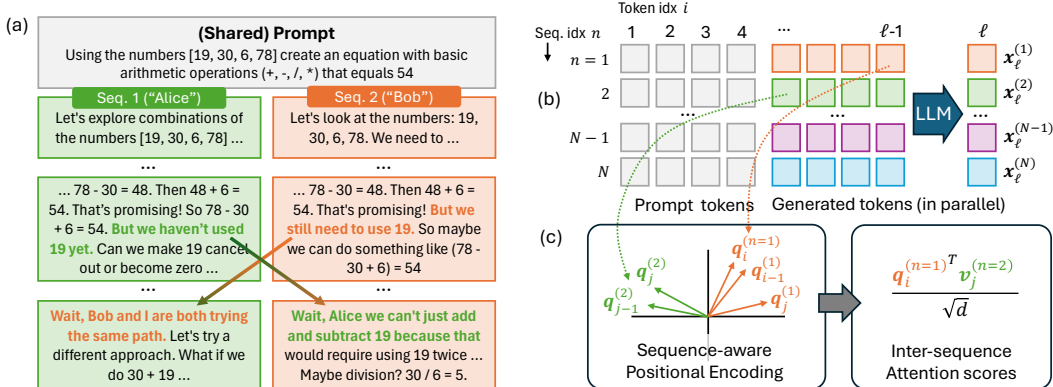 (a)
(Shared) Prompt
Using the numbers [19, 30, 6, 78] create an equation with basic
arithmetic operations (+, -, /, *) that equals 54
Seq. 1 ("Alice")
Let's explore combinations
of the numbers [19, 30, 6,
78] ...
...
... 78 - 30 = 48. Then 48 + 6 =
54. That's promising! So 78 - 30
+ 6 = 54. But we haven't used
19 yet. Can we make 19 cancel
out or become zero ...
...
Wait, Bob and I are both trying
the same path. Let's try a
different approach. What if we
do 30 + 19 ...
Seq. 2 ("Bob")
Let's look at the numbers: 19,
30, 6, 78. We need to ...
...
... 78 - 30 = 48. Then 48 + 6 =
54. That's promising! But we
still need to use 19. So maybe
we can do something like (78 -
30 + 6) = 54
...
Wait, Alice we can't just add
and subtract 19 because that
would require using 19 twice ...
Maybe division? 30 / 6 = 5.
(b)
Token idx i
Seq. idx n
1 2 3 4 ... ℓ-1 ℓ
n = 1
2
...
N − 1
N
LLM
x_ℓ^(1)
x_ℓ^(2)
...
x_ℓ^(N−1)
x_ℓ^(N)
Prompt tokens
Generated tokens (in parallel)
(c)
q_i^(n=1)
q_j^(2)
q_{i−1}^(1)
q_{j−1}^(2)
q_j^(1)
Sequence-aware
Positional Encoding
q_i^(n=1)^T v_j^(n=2)
√d
Inter-sequence
Attention scores